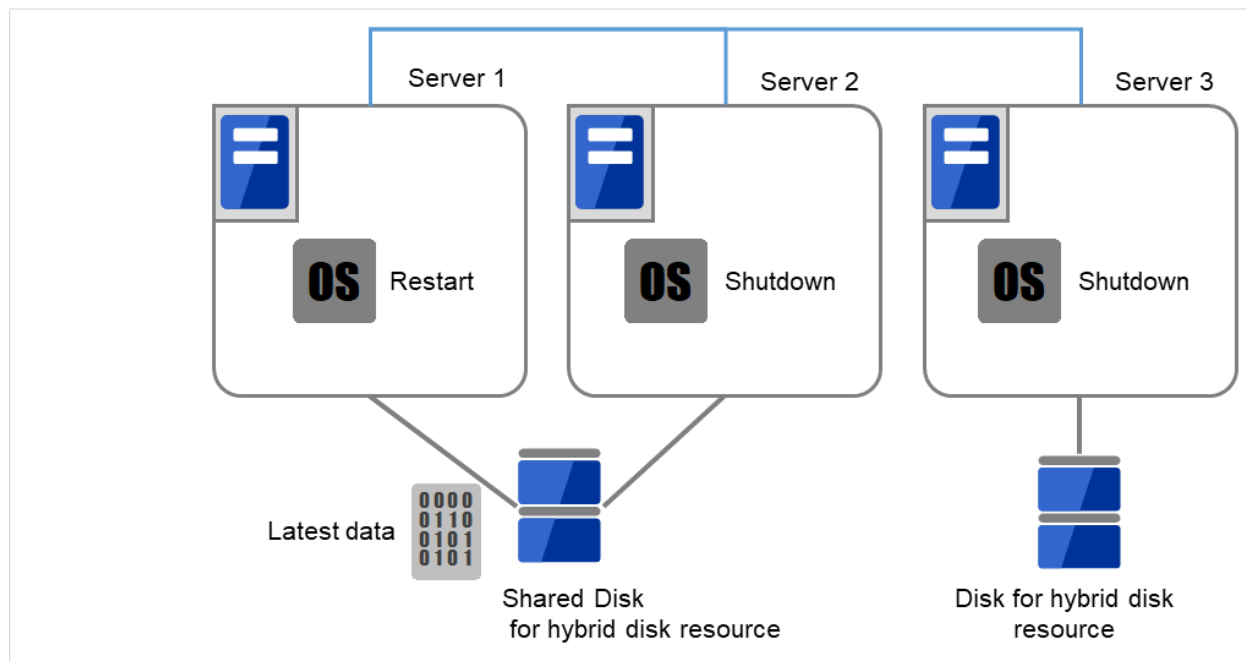 Server 1
Server 2
Server 3
OS Restart
OS Shutdown
OS Shutdown
Latest data
0000
0110
0101
0101
Shared Disk
for hybrid disk resource
Disk for hybrid disk
resource